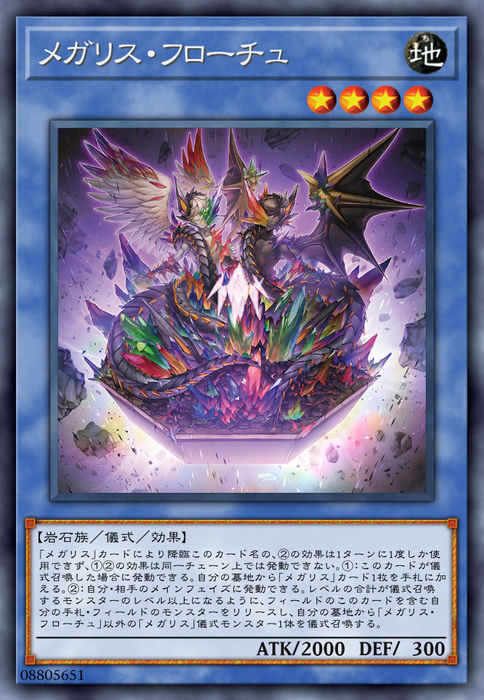 メガリス・フローチュ
ち
地
【岩石族／儀式／効果】
「メガリス」カードにより降臨このカード名の、②の効果は1ターンに1度しか使
用できず、①②の効果は同一チェーン上では発動できない。①：このカードが儀
式召喚した場合に発動できる。自分の墓地から「メガリス」カード1枚を手札に加
える。②：自分・相手のメインフェイズに発動できる。レベルの合計が儀式召喚
するモンスターのレベル以上になるように、フィールドのこのカードを含む自
分の手札・フィールドのモンスターをリリースし、自分の墓地から「メガリス・
フローチュ」以外の「メガリス」儀式モンスター1体を儀式召喚する。
ATK/2000 DEF/ 300
08805651